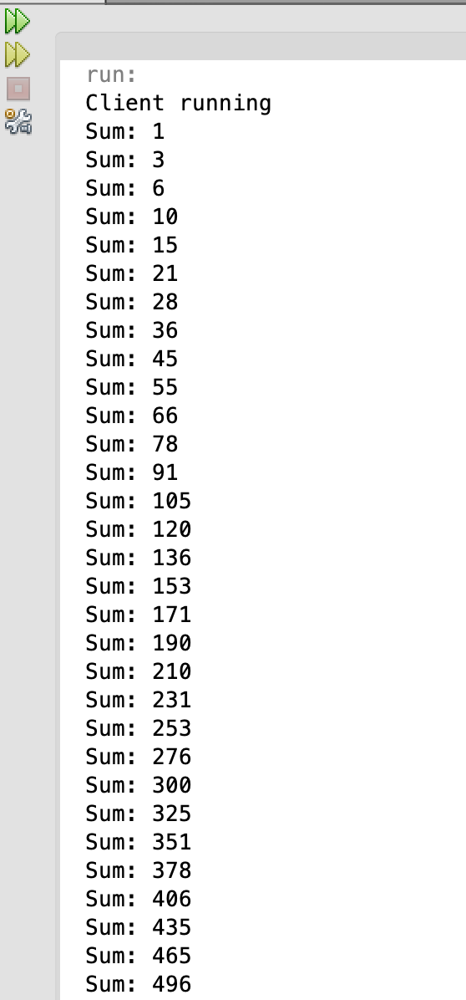 run:
Client running
Sum: 1
Sum: 3
Sum: 6
Sum: 10
Sum: 15
Sum: 21
Sum: 28
Sum: 36
Sum: 45
Sum: 55
Sum: 66
Sum: 78
Sum: 91
Sum: 105
Sum: 120
Sum: 136
Sum: 153
Sum: 171
Sum: 190
Sum: 210
Sum: 231
Sum: 253
Sum: 276
Sum: 300
Sum: 325
Sum: 351
Sum: 378
Sum: 406
Sum: 435
Sum: 465
Sum: 496